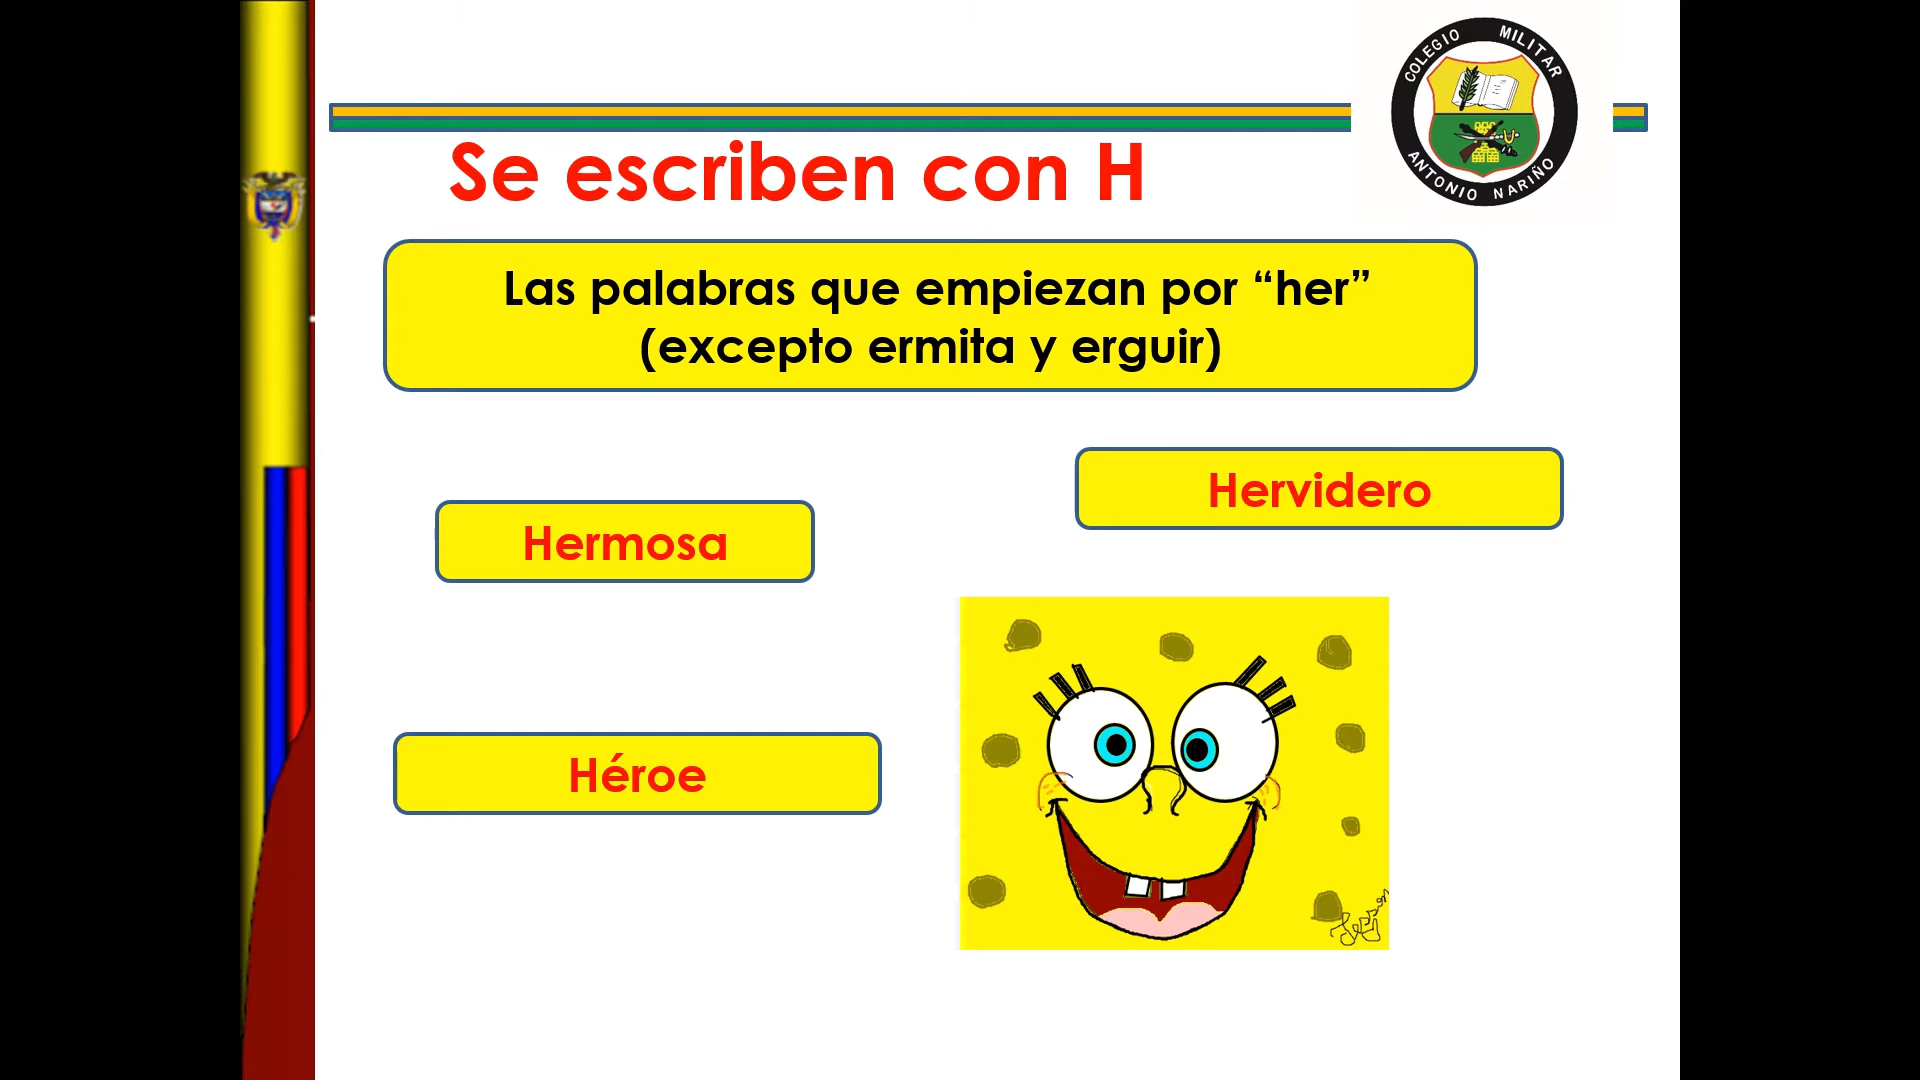 COLEGIO MILITAR
ANTONIO NARIÑO
Se escriben con H
Las palabras que empiezan por “her”
(excepto ermita y erguir)
Hervidero
Hermosa
Héroe